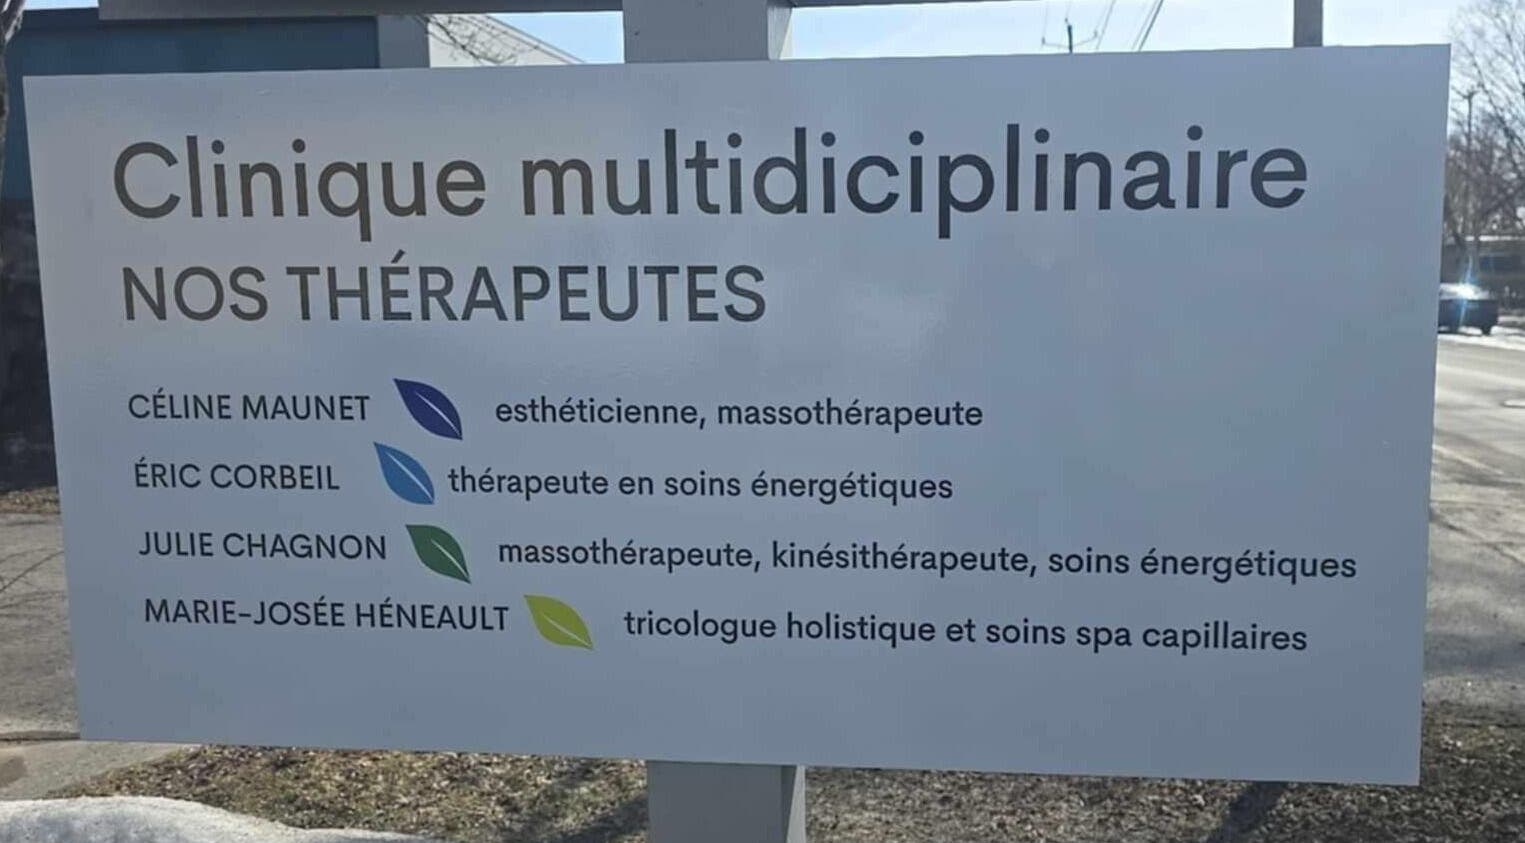 Clinique multidiciplinaire
NOS THÉRAPEUTES
CÉLINE MAUNET esthéticienne, massothérapeute
ÉRIC CORBEIL thérapeute en soins énergétiques
JULIE CHAGNON massothérapeute, kinésithérapeute, soins énergétiques
MARIE-JOSÉE HÉNEAULT tricologue holistique et soins spa capillaires